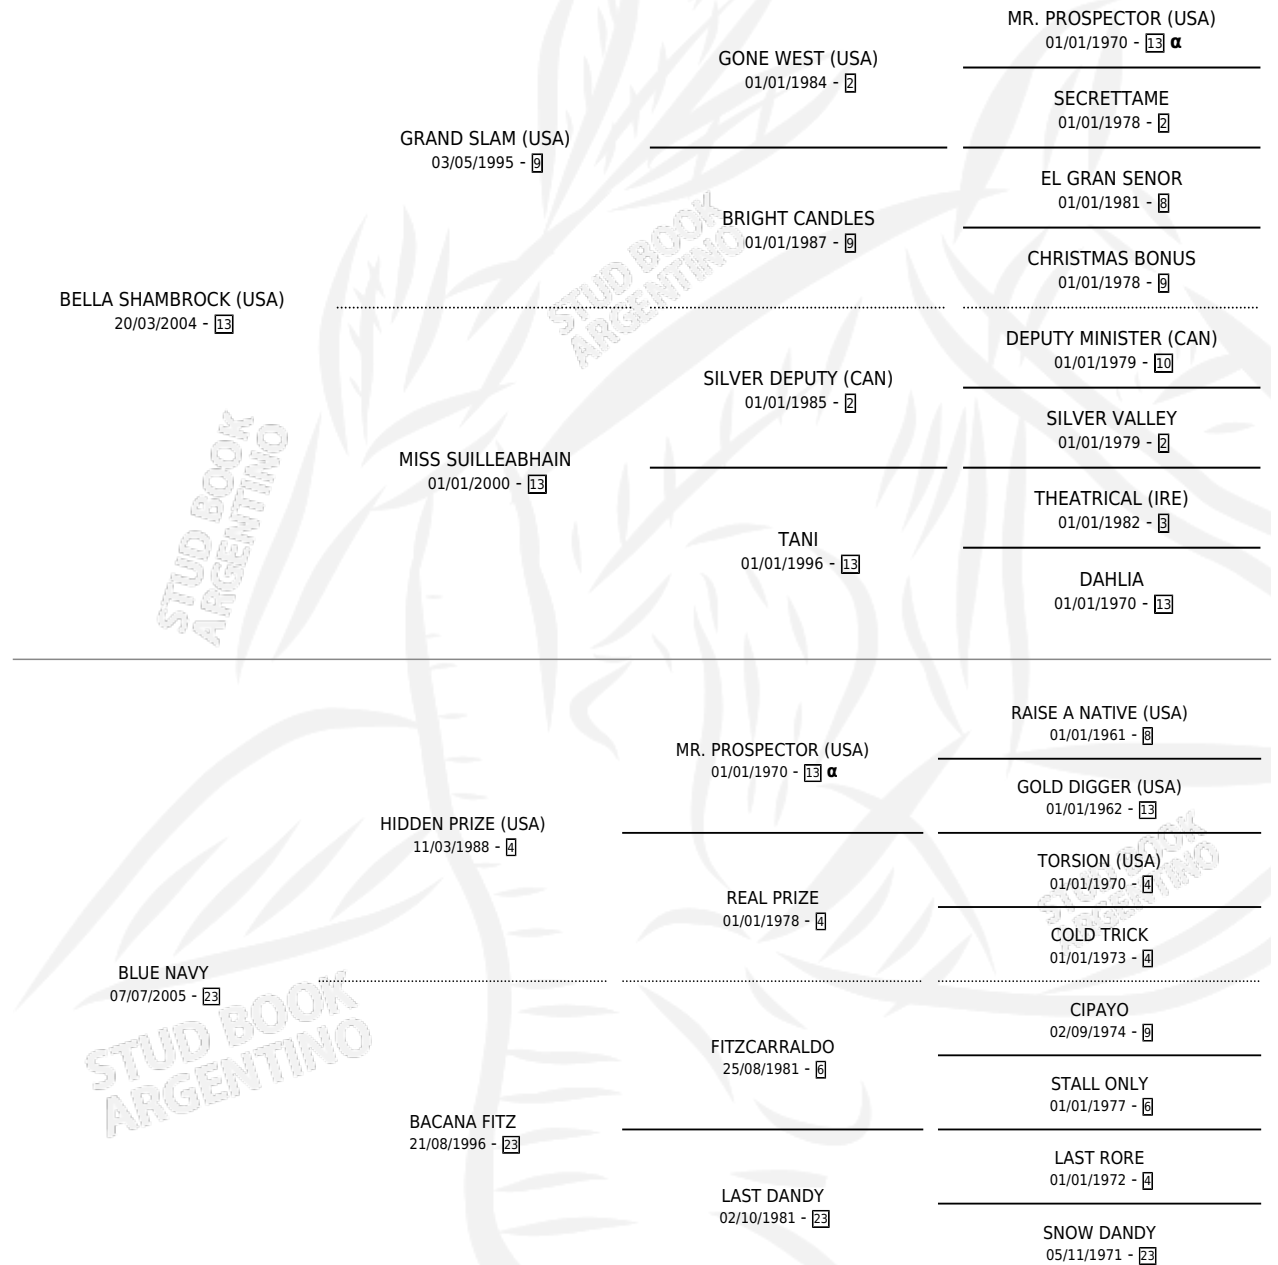 MR. PROSPECTOR (USA)
01/01/1970 - 13 α
GONE WEST (USA)
01/01/1984 - 2
SECRETTAME
01/01/1978 - 2
GRAND SLAM (USA)
03/05/1995 - 9
EL GRAN SENOR
01/01/1981 - 8
BRIGHT CANDLES
01/01/1987 - 9
CHRISTMAS BONUS
01/01/1978 - 9
BELLA SHAMBROCK (USA)
20/03/2004 - 13
DEPUTY MINISTER (CAN)
01/01/1979 - 10
SILVER DEPUTY (CAN)
01/01/1985 - 2
SILVER VALLEY
01/01/1979 - 2
MISS SUILLEABHAIN
01/01/2000 - 13
THEATRICAL (IRE)
01/01/1982 - 3
TANI
01/01/1996 - 13
DAHLIA
01/01/1970 - 13
RAISE A NATIVE (USA)
01/01/1961 - 8
MR. PROSPECTOR (USA)
01/01/1970 - 13 α
GOLD DIGGER (USA)
01/01/1962 - 13
HIDDEN PRIZE (USA)
11/03/1988 - 4
TORSION (USA)
01/01/1970 - 4
REAL PRIZE
01/01/1978 - 4
COLD TRICK
01/01/1973 - 4
BLUE NAVY
07/07/2005 - 23
CIPAYO
02/09/1974 - 9
FITZCARRALDO
25/08/1981 - 6
STALL ONLY
01/01/1977 - 6
BACANA FITZ
21/08/1996 - 23
LAST RORE
01/01/1972 - 4
LAST DANDY
02/10/1981 - 23
SNOW DANDY
05/11/1971 - 23
STUD BOOK
ARGENTINO
STUD BOOK
ARGENTINO
STUD BOOK
ARGENTINO
STUD BOOK
ARGENTINO